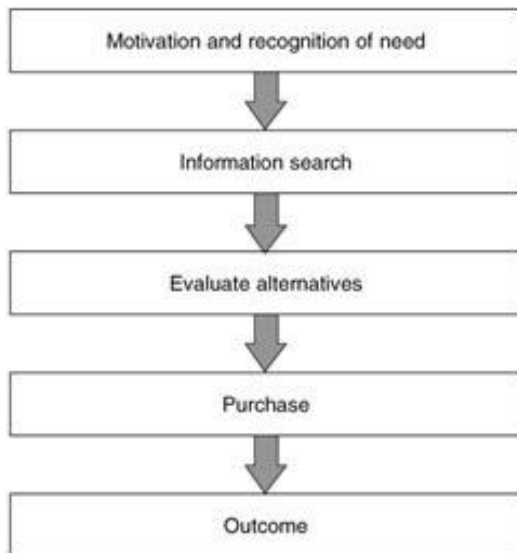 Motivation and recognition of need
Information search
Evaluate alternatives
Purchase
Outcome